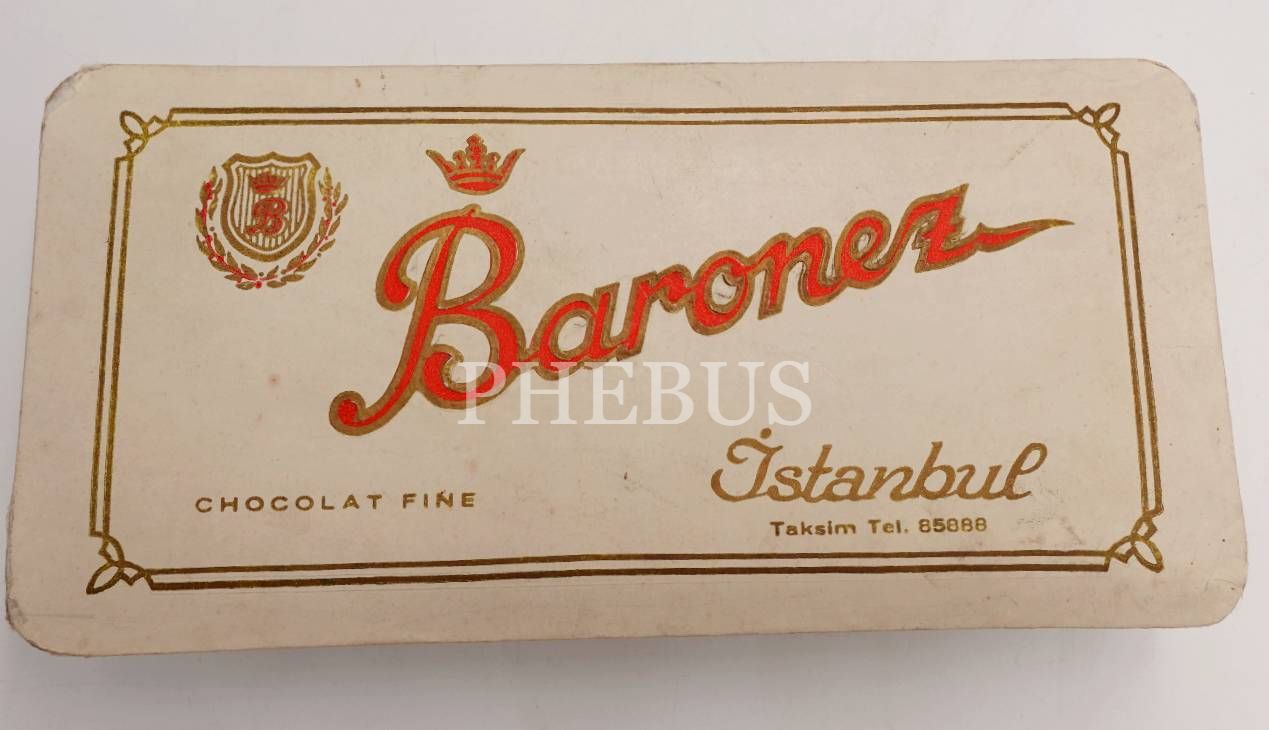 B
Baronez
PHEBUS
CHOCOLAT FINE
İstanbul
Taksim Tel. 85888